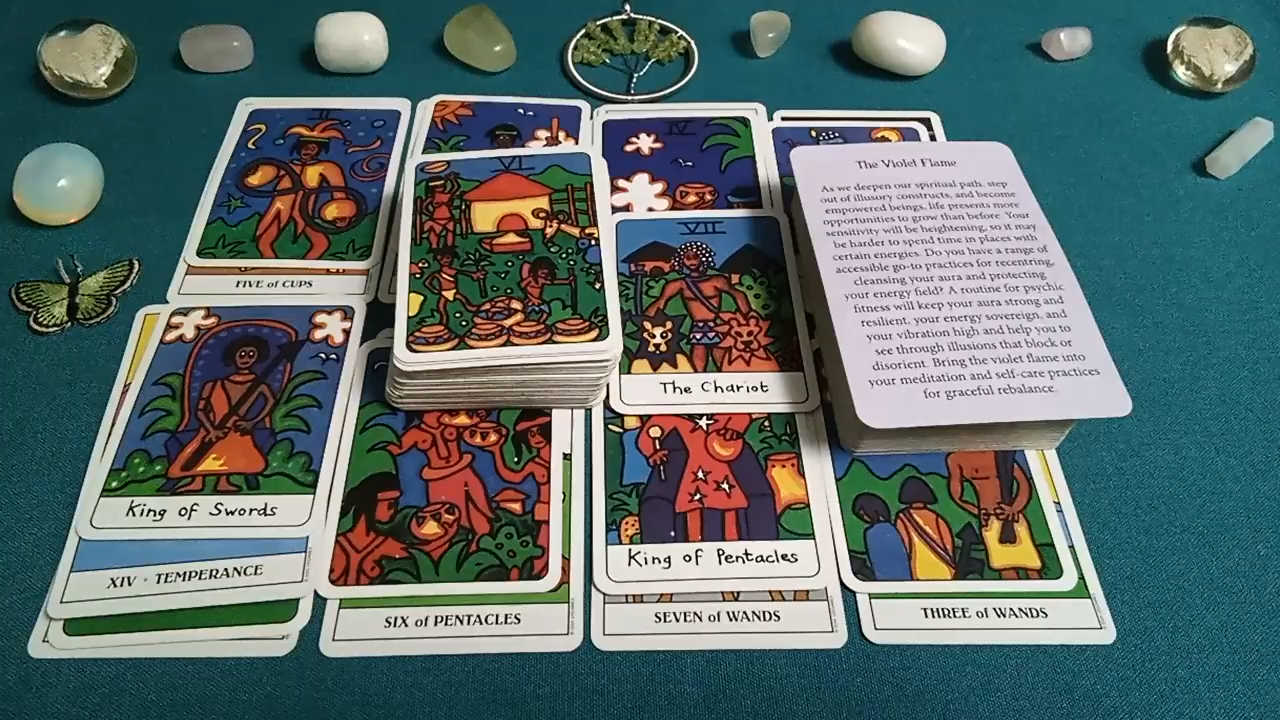 II
VI
IV
VII
The Chariot
FIVE of CUPS
King of Swords
XIV • TEMPERANCE
SIX of PENTACLES
King of Pentacles
SEVEN of WANDS
THREE of WANDS
The Violet Flame
As we deepen our spiritual path, step
out of illusory constructs, and become
empowered beings, life presents more
opportunities to grow than before. Your
sensitivity will be heightening, so it may
be harder to spend time in places with
certain energies. Do you have a range of
accessible go-to practices for recentring,
cleansing your aura and protecting
your energy field? A routine for psychic
fitness will keep your aura strong and
resilient, your energy sovereign, and
your vibration high and help you to
see through illusions that block or
disorient. Bring the violet flame into
your meditation and self-care practices
for graceful rebalance.